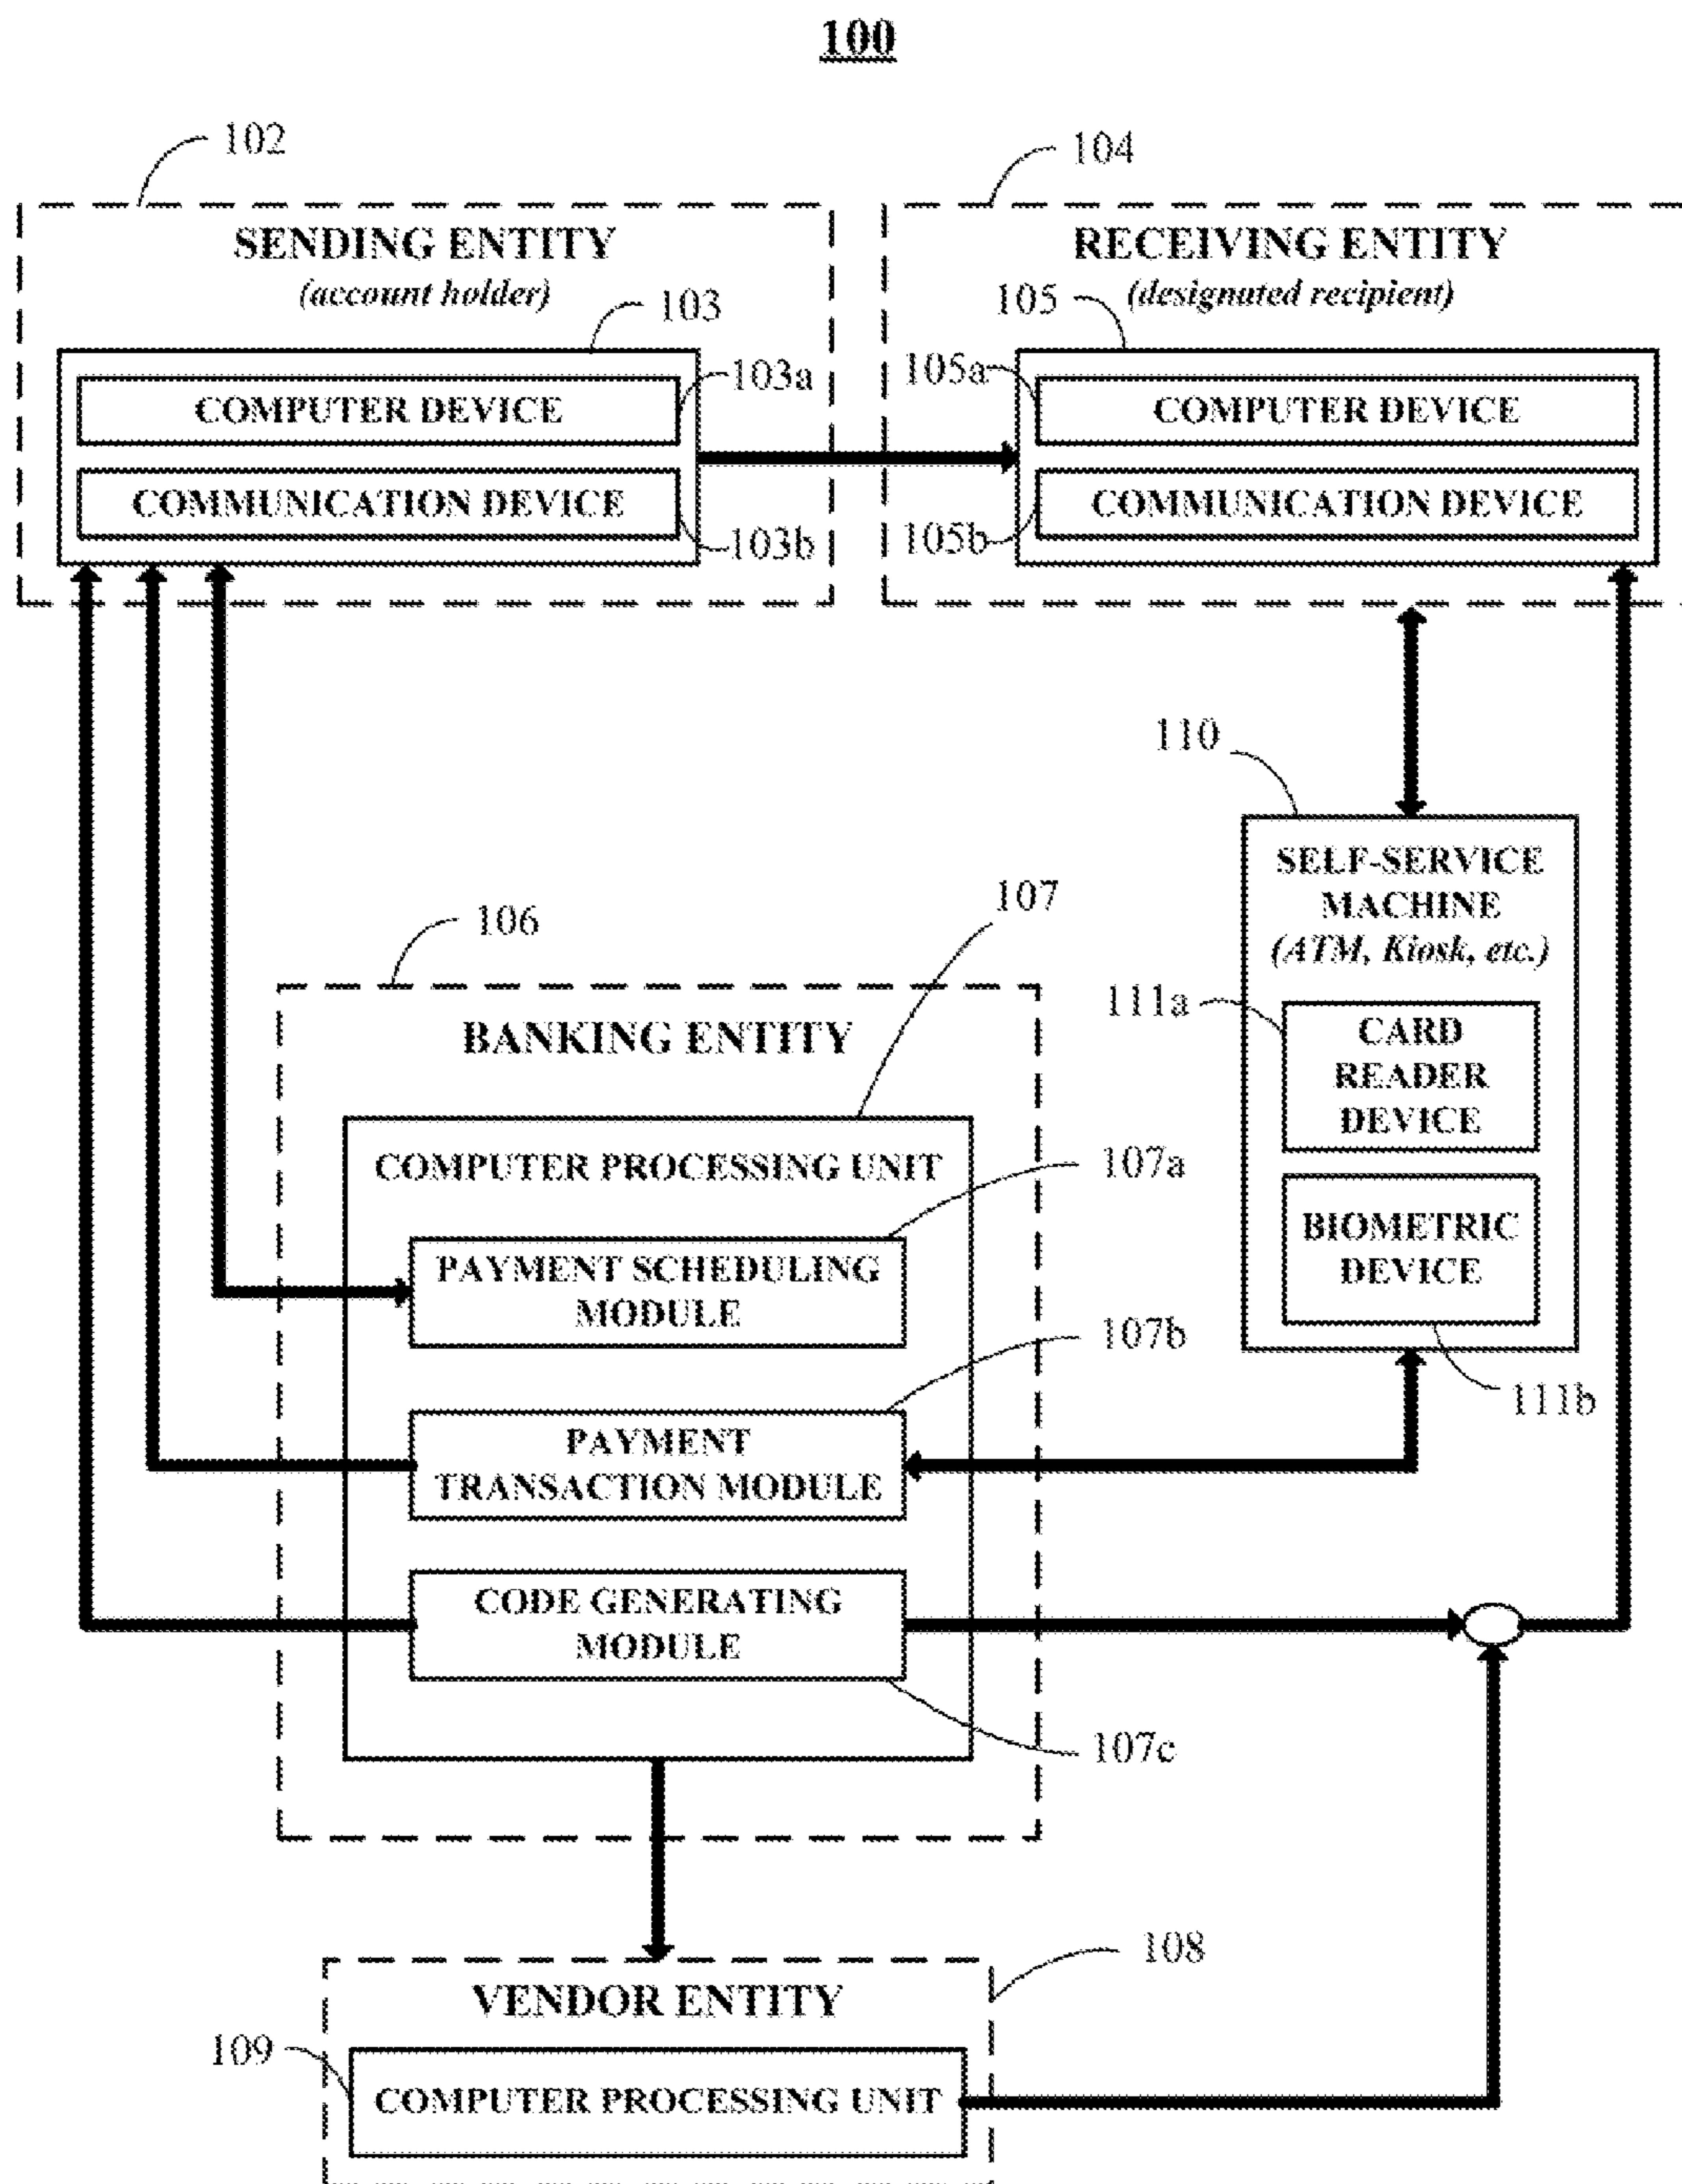 100
102
104
SENDING ENTITY
(account holder)
103
RECEIVING ENTITY
(designated recipient)
105
103a
COMPUTER DEVICE
COMMUNICATION DEVICE
103b
105a
COMPUTER DEVICE
COMMUNICATION DEVICE
105b
110
SELF-SERVICE
MACHINE
(ATM, Kiosk, etc.)
111a
CARD
READER
DEVICE
BIOMETRIC
DEVICE
111b
106
107
BANKING ENTITY
COMPUTER PROCESSING UNIT
107a
PAYMENT SCHEDULING
MODULE
107b
PAYMENT
TRANSACTION MODULE
CODE GENERATING
MODULE
107c
108
VENDOR ENTITY
109
COMPUTER PROCESSING UNIT